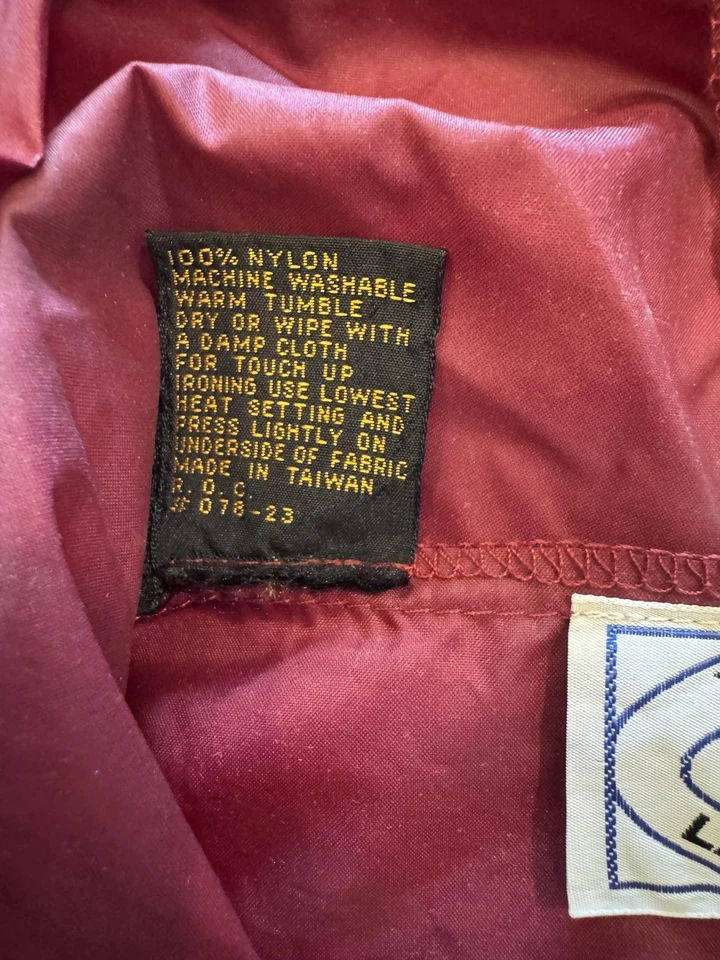 100% NYLON
MACHINE WASHABLE
WARM TUMBLE
DRY OR WIPE WITH
A DAMP CLOTH
FOR TOUCH UP
IRONING USE LOWEST
HEAT SETTING AND
PRESS LIGHTLY ON
UNDERSIDE OF FABRIC
MADE IN TAIWAN
R. O. C.
# 078-23